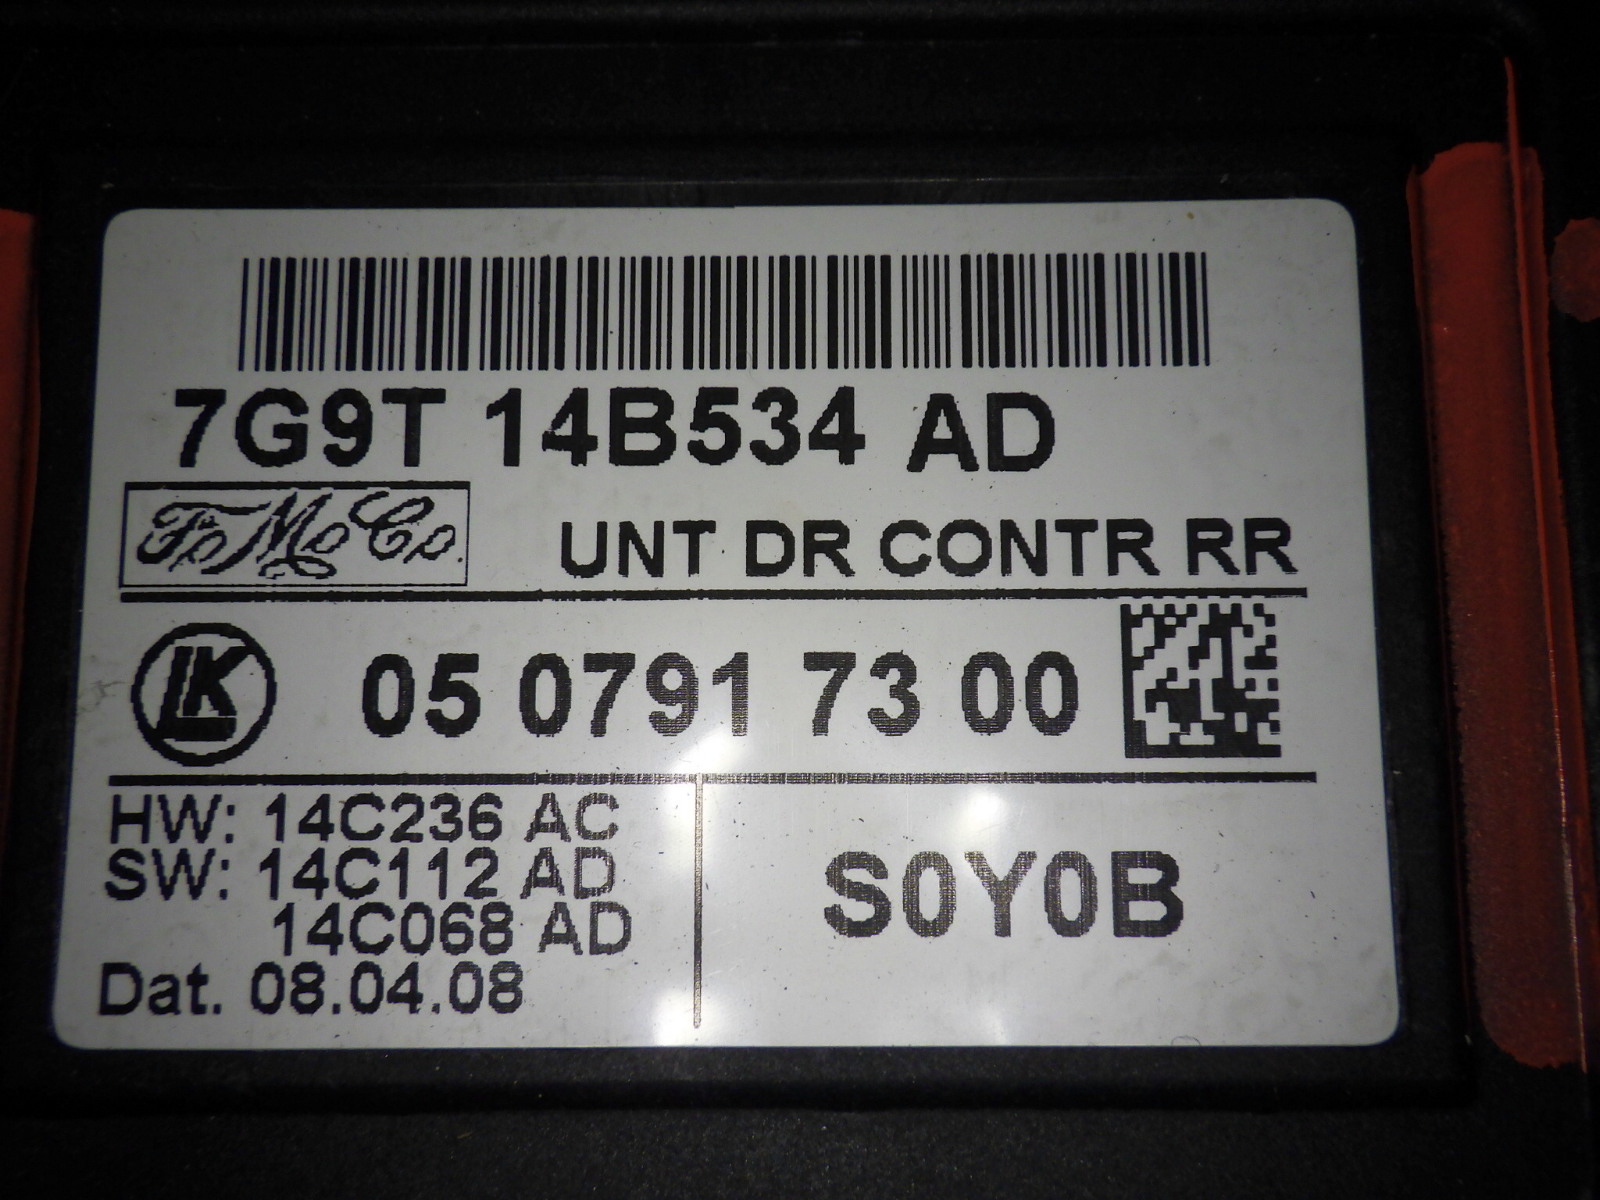 7G9T 14B534 AD
FoMoCo.
UNT DR CONTR RR
LK 05 0791 73 00
HW: 14C236 AC
SW: 14C112 AD
14C068 AD
Dat. 08.04.08
S0Y0B